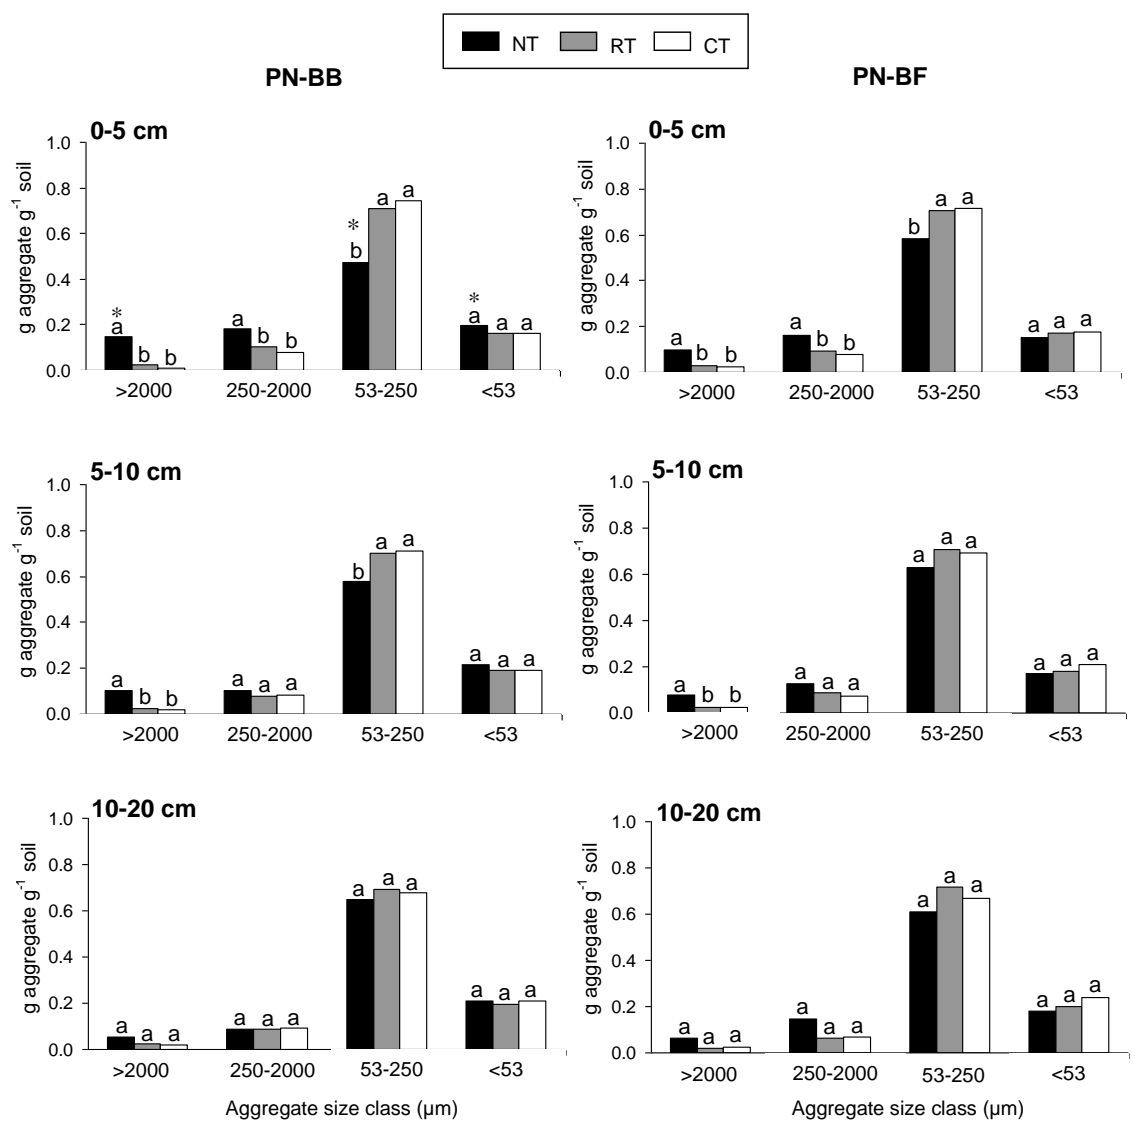 NT RT CT
PN-BB
PN-BF
0-5 cm
g aggregate g-1 soil
1.0
0.8
0.6
0.4
0.2
0.0
* a b b
a b b
* b a a
* a a a
>2000 250-2000 53-250 <53
0-5 cm
g aggregate g-1 soil
1.0
0.8
0.6
0.4
0.2
0.0
a b b
a b b
b a a
a a a
>2000 250-2000 53-250 <53
5-10 cm
g aggregate g-1 soil
1.0
0.8
0.6
0.4
0.2
0.0
a b b
a a a
b a a
a a a
>2000 250-2000 53-250 <53
5-10 cm
g aggregate g-1 soil
1.0
0.8
0.6
0.4
0.2
0.0
a b b
a a a
a a a
a a a
>2000 250-2000 53-250 <53
10-20 cm
g aggregate g-1 soil
1.0
0.8
0.6
0.4
0.2
0.0
a a a
a a a
a a a
a a a
>2000 250-2000 53-250 <53
Aggregate size class (µm)
10-20 cm
g aggregate g-1 soil
1.0
0.8
0.6
0.4
0.2
0.0
a a a
a a a
a a a
a a a
>2000 250-2000 53-250 <53
Aggregate size class (µm)